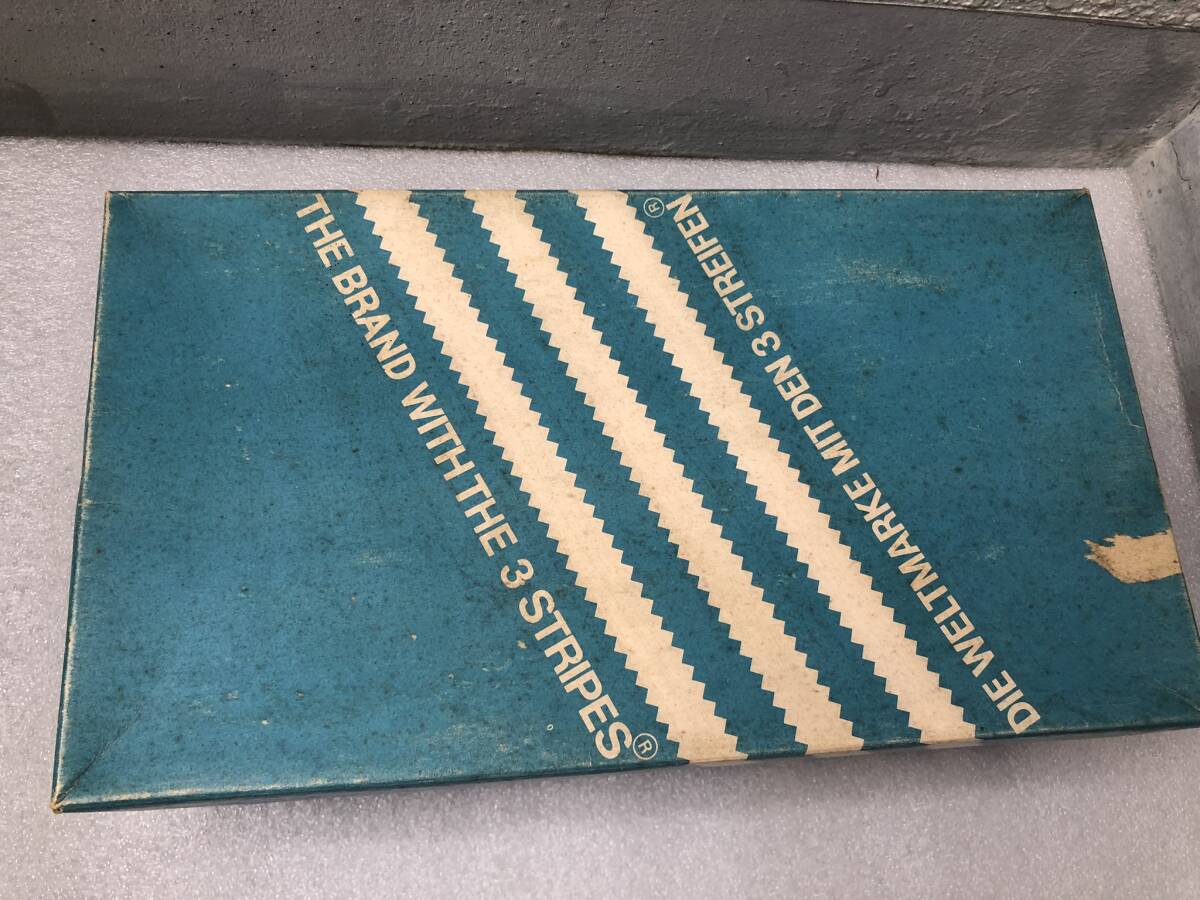 THE BRAND WITH THE 3 STRIPES®
DIE WELTMARKE MIT DEN 3 STREIFEN®